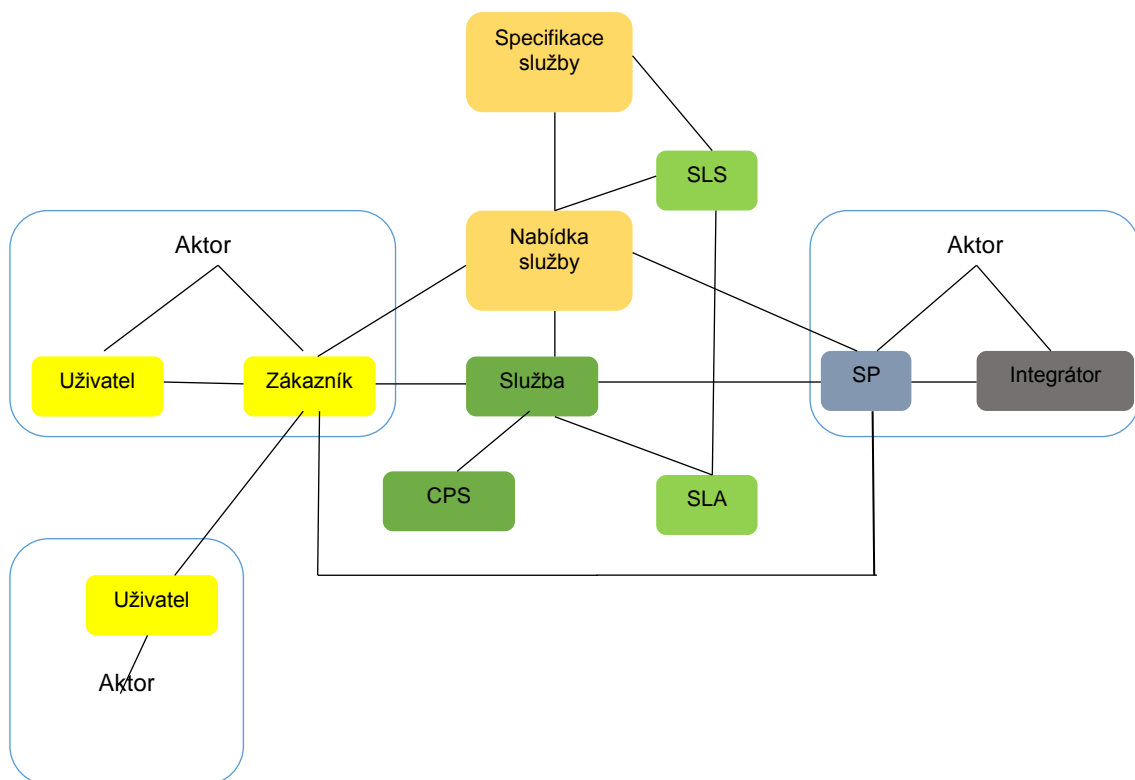 Specifikace
služby
SLS
Nabídka
služby
Aktor
Aktor
Uživatel
Zákazník
Služba
SP
Integrátor
CPS
SLA
Uživatel
Aktor